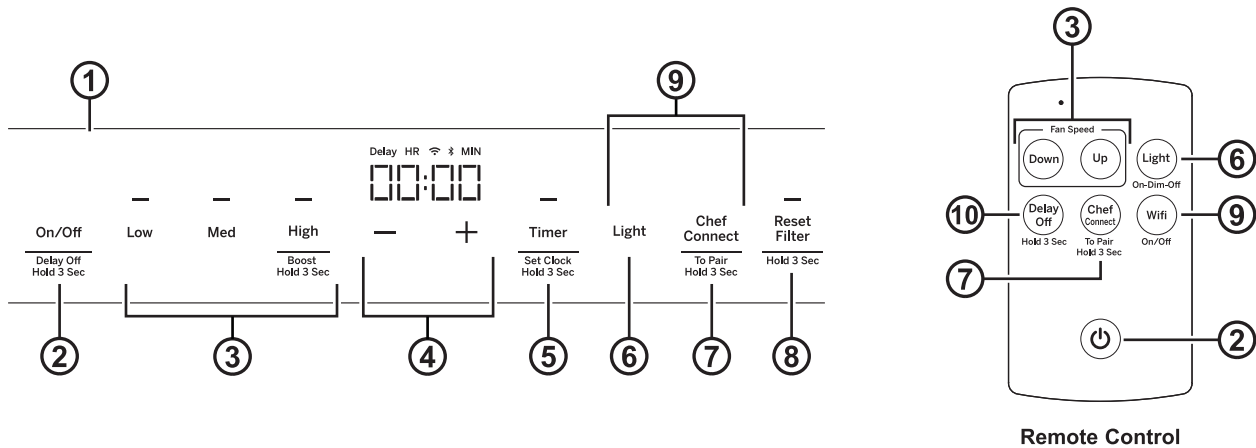 1
9
Delay HR MIN
00:00
On/Off
Delay Off
Hold 3 Sec
Low
Med
High
Boost
Hold 3 Sec
− +
Timer
Set Clock
Hold 3 Sec
Light
Chef
Connect
To Pair
Hold 3 Sec
Reset
Filter
Hold 3 Sec
2
3
4
5
6
7
8
3
Fan Speed
Down
Up
Light
On-Dim-Off
6
10
Delay
Off
Hold 3 Sec
Chef
Connect
To Pair
Hold 3 Sec
Wifi
On/Off
9
7
2
Remote Control